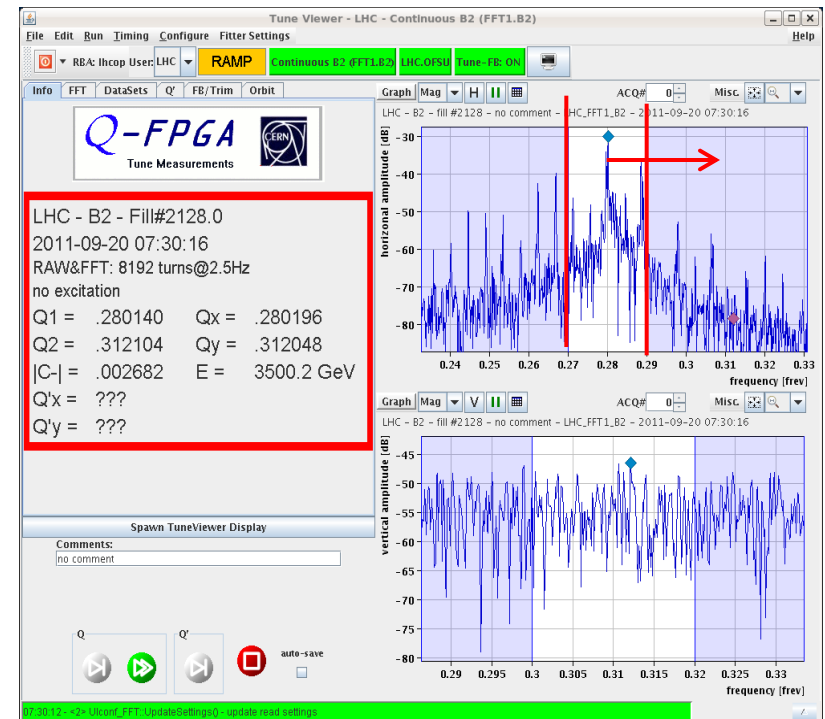 Tune Viewer - LHC - Continuous B2 (FFT1.B2)
File Edit Run Timing Configure Fitter Settings Help
RBA: lhcop User: LHC RAMP Continuous B2 (FFT1.B2) LHC.OFSU Tune-FB: ON
Info FFT DataSets Q' FB/Trim Orbit
Q-FPGA
Tune Measurements
CERN
LHC - B2 - Fill#2128.0
2011-09-20 07:30:16
RAW&FFT: 8192 turns@2.5Hz
no excitation
Q1 = .280140 Qx = .280196
Q2 = .312104 Qy = .312048
|C-| = .002682 E = 3500.2 GeV
Q'x = ???
Q'y = ???
Spawn TuneViewer Display
Comments:
no comment
Q Q'
auto-save
07:30:12 - <2> UIconf_FFT::UpdateSettings() - update read settings
Graph Mag H ACQ# 0 Misc.
LHC - B2 - fill #2128 - no comment - LHC_FFT1_B2 - 2011-09-20 07:30:16
horizonal amplitude [dB]
-30
-40
-50
-60
-70
-80
0.24 0.25 0.26 0.27 0.28 0.29 0.3 0.31 0.32 0.33
frequency [frev]
Graph Mag V ACQ# 0 Misc.
LHC - B2 - fill #2128 - no comment - LHC_FFT1_B2 - 2011-09-20 07:30:16
vertical amplitude [dB]
-45
-50
-55
-60
-65
-70
-75
-80
0.29 0.295 0.3 0.305 0.31 0.315 0.32 0.325 0.33
frequency [frev]